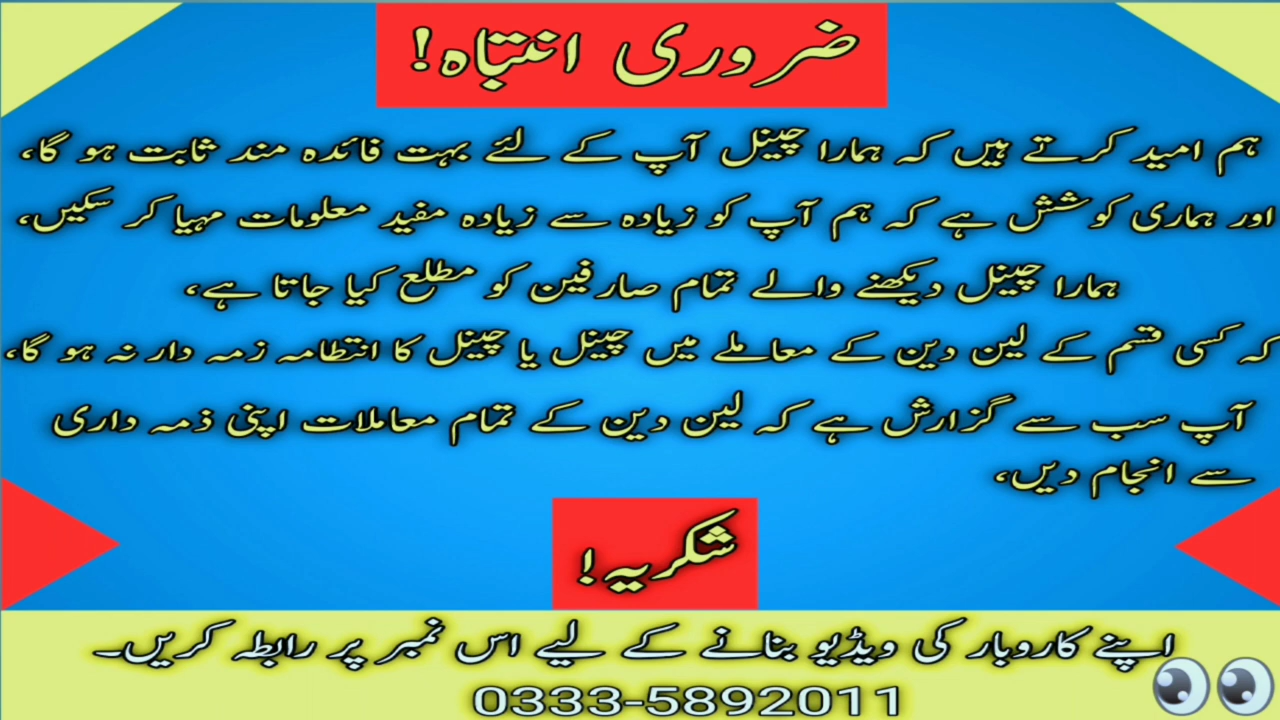 ضروری انتباہ!
ہم امید کرتے ہیں کہ ہمارا چینل آپ کے لئے بہت فائدہ مند ثابت ہو گا،
اور ہماری کوشش ہے کہ ہم آپ کو زیادہ سے زیادہ مفید معلومات مہیا کر سکیں،
ہمارا چینل دیکھنے والے تمام صارفین کو مطلع کیا جاتا ہے،
کہ کسی قسم کے لین دین کے معاملے میں چینل یا چینل کا انتظامہ زمہ دار نہ ہو گا،
آپ سب سے گزارش ہے کہ لین دین کے تمام معاملات اپنی ذمہ داری
سے انجام دیں،
شکریہ!
اپنے کاروبار کی ویڈیو بنانے کے لیے اس نمبر پر رابطہ کریں۔
0333-5892011